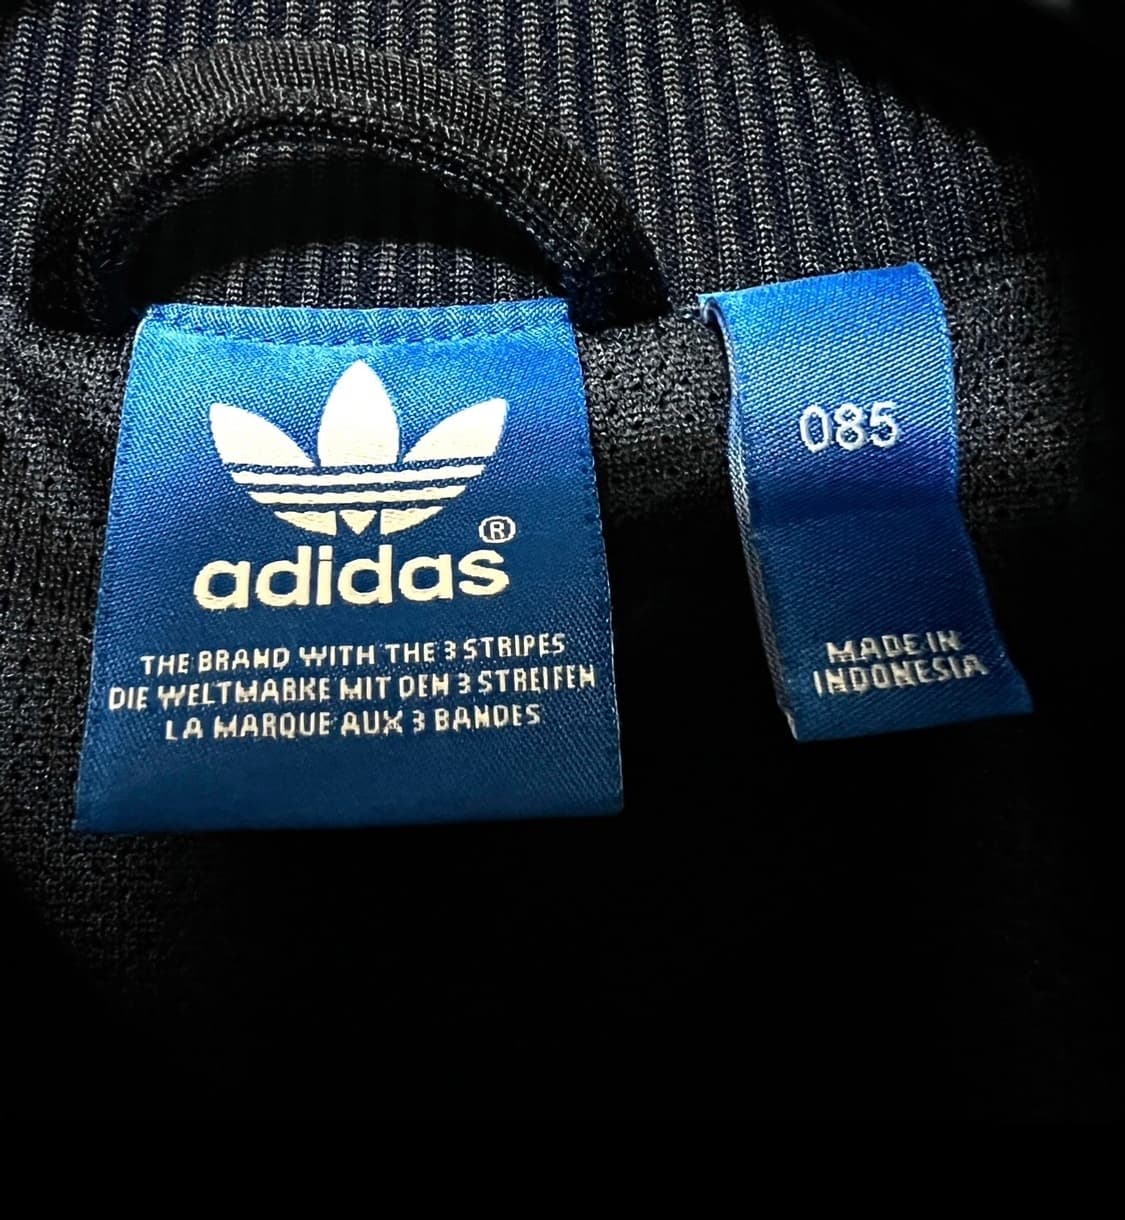 adidas®
THE BRAND WITH THE 3 STRIPES
DIE WELTMARKE MIT DEM 3 STREIFEN
LA MARQUE AUX 3 BANDES
085
MADE IN
INDONESIA